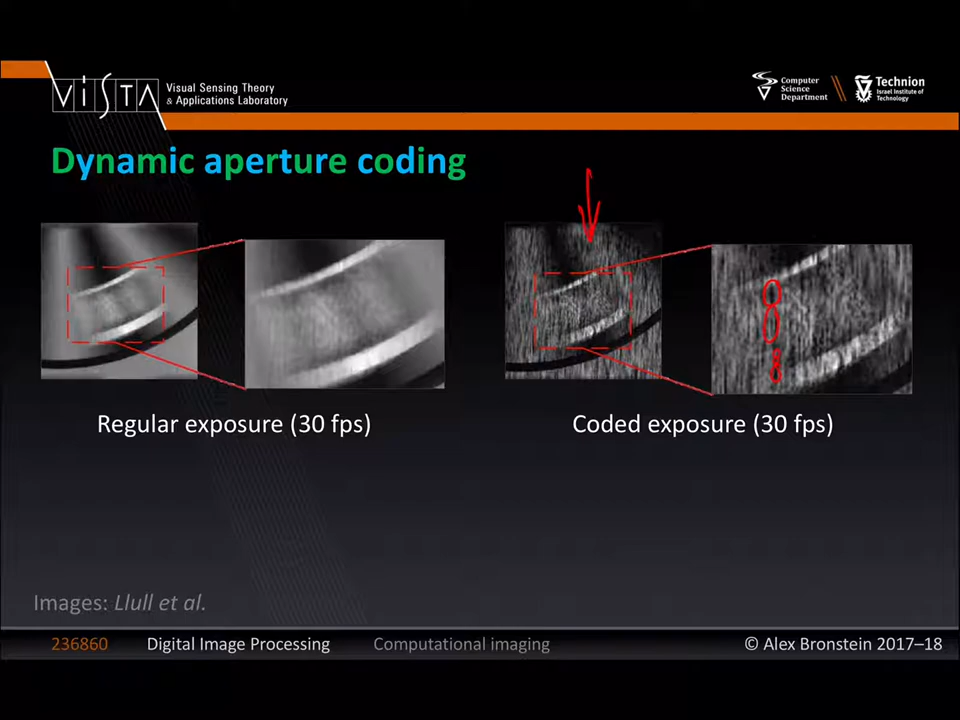 ViSTA
Visual Sensing Theory
& Applications Laboratory
Computer
Science
Department
Technion
Israel Institute of
Technology
Dynamic aperture coding
Regular exposure (30 fps)
Coded exposure (30 fps)
Images: Llull et al.
236860 Digital Image Processing Computational imaging © Alex Bronstein 2017–18